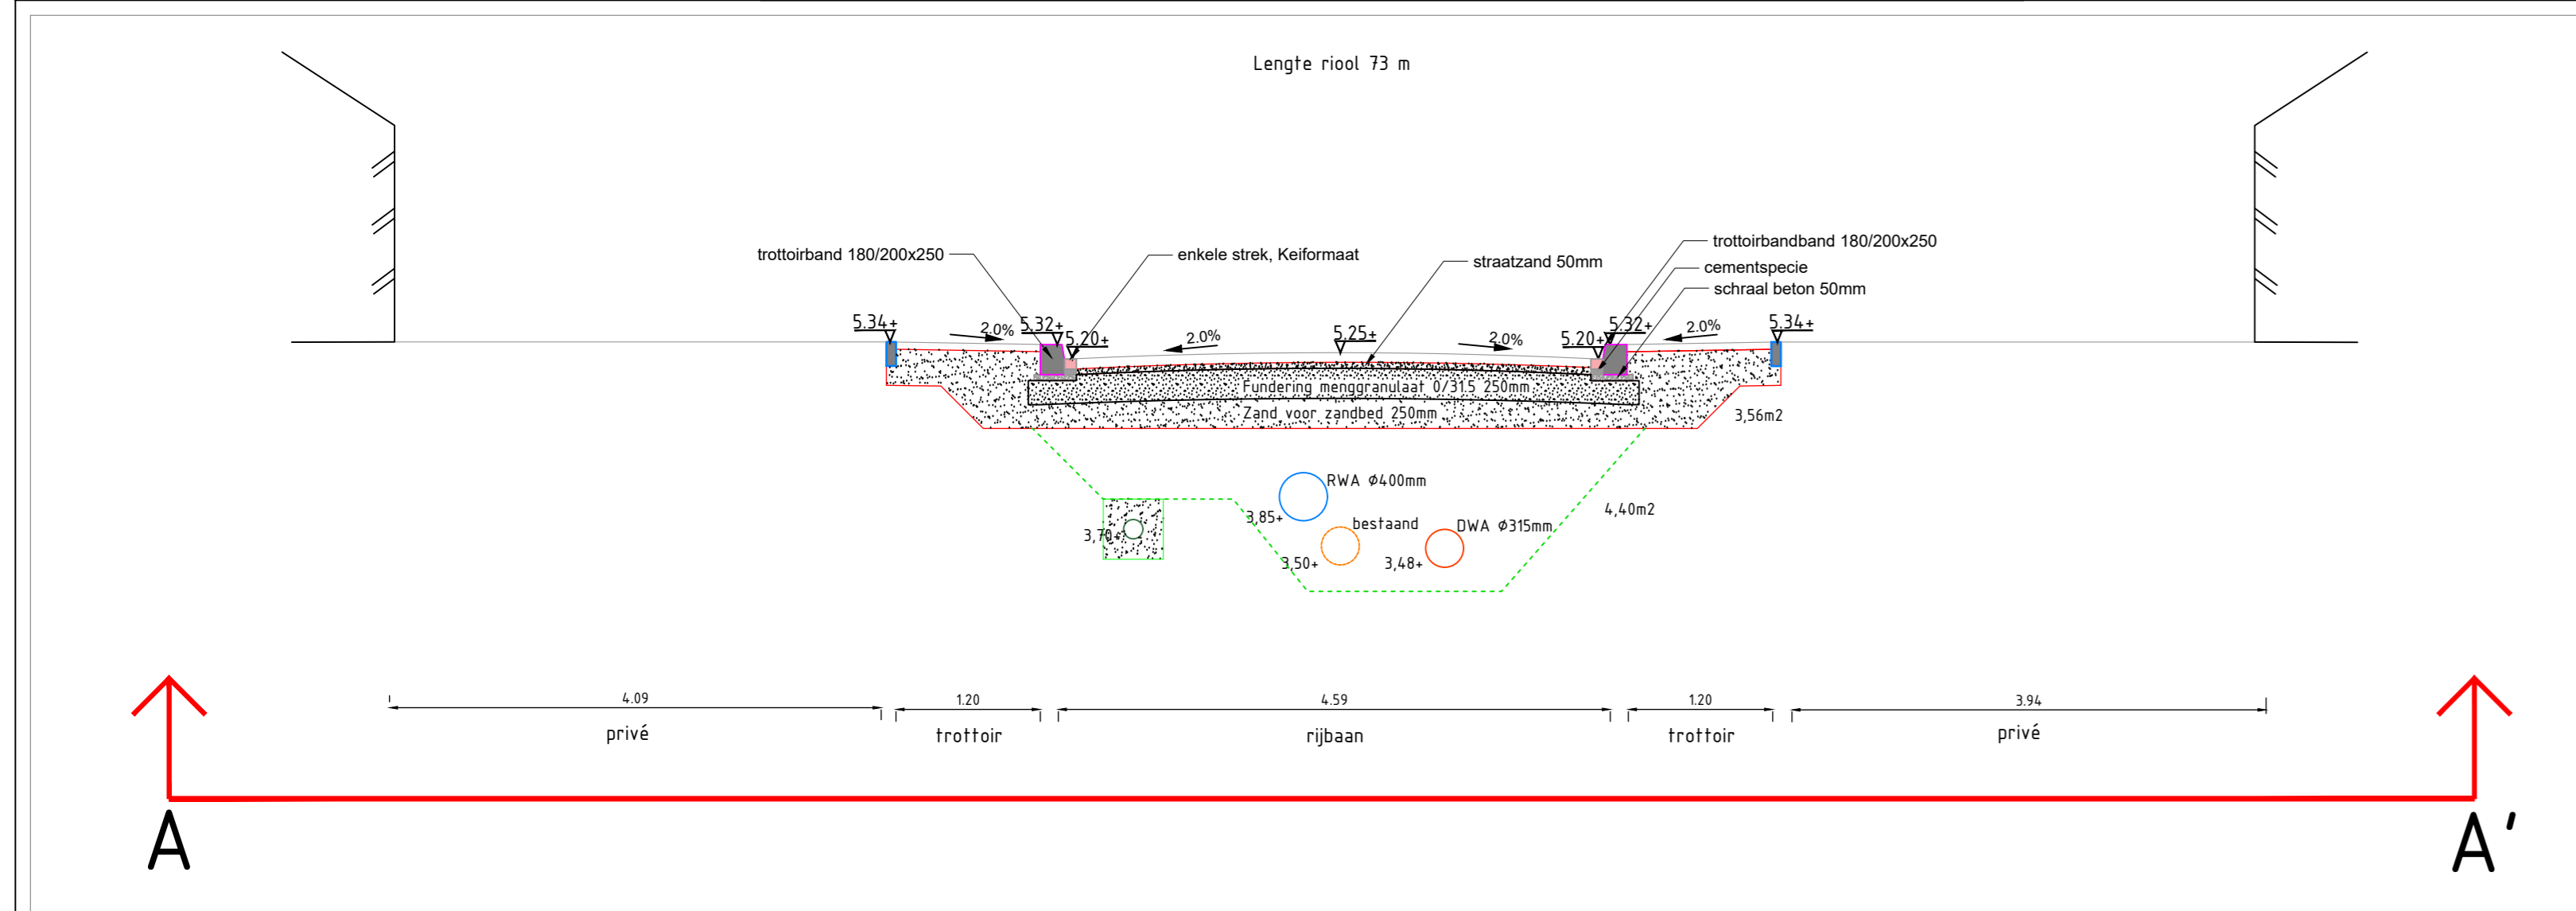 Lengte riool 73 m
trottoirband 180/200x250
enkele strek, Keiformaat
straatzand 50mm
trottoirbandband 180/200x250
cementspecie
schraal beton 50mm
5.34+
2.0%
5.32+
5.20+
2.0%
5.25+
2.0%
5.20+
5.32+
2.0%
5.34+
Fundering menggranulaat 0/31.5 250mm
Zand voor zandbed 250mm
3,56m2
RWA Ø400mm
3,85+
bestaand
DWA Ø315mm
4,40m2
3,70+
3,50+
3,48+
4.09
1.20
4.59
1.20
3.94
privé
trottoir
rijbaan
trottoir
privé
A
A'